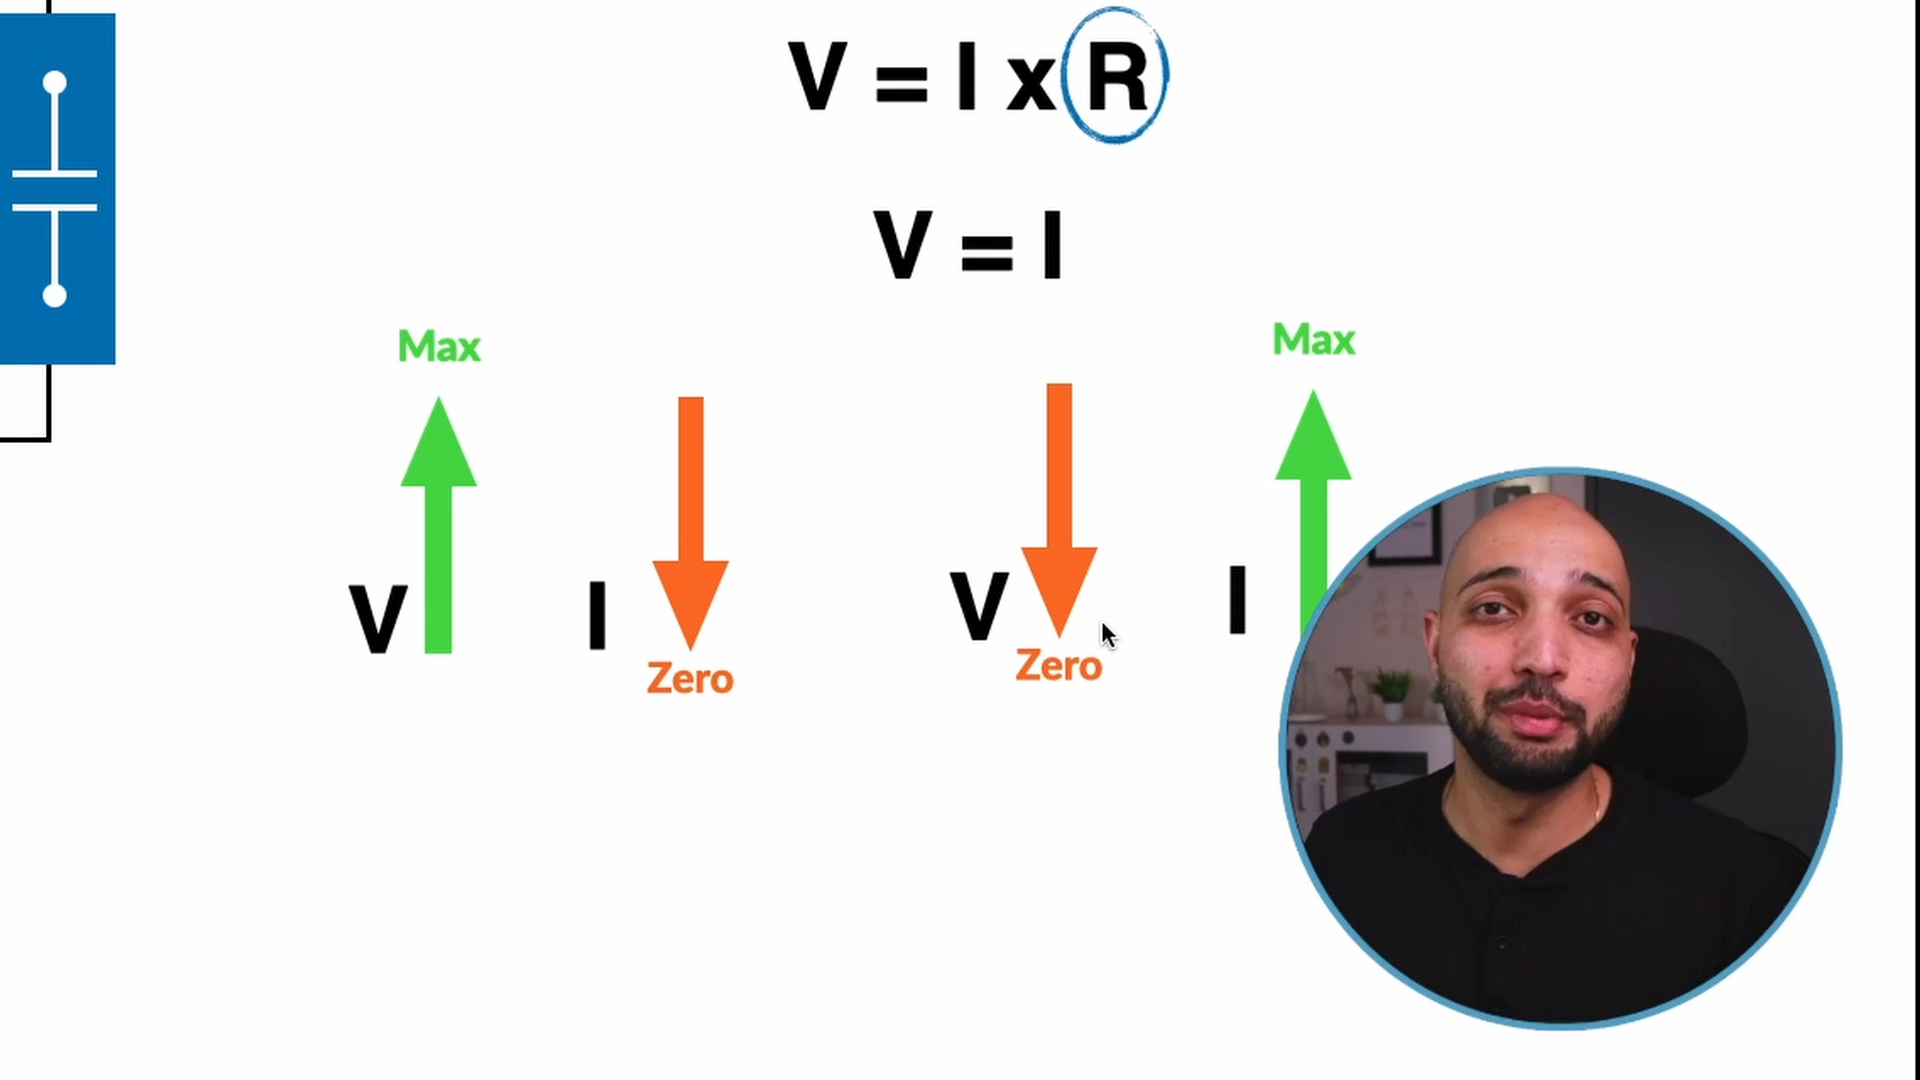 V = I x R
V = I
Max
Max
V
I
V
I
Zero
Zero